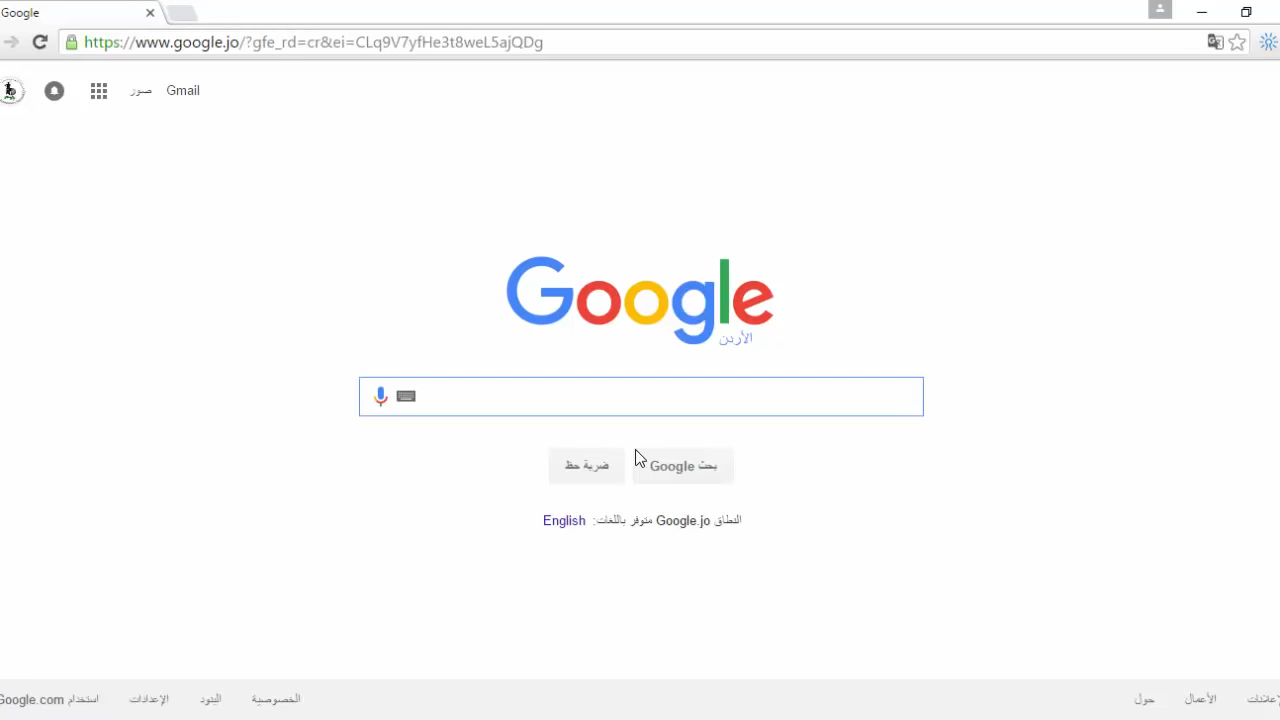 Google
https://www.google.jo/?gfe_rd=cr&ei=CLq9V7yfHe3t8weL5ajQDg
صور Gmail
Google
الأردن
بحث Google
ضربة حظ
النطاق Google.jo متوفر باللغات: English
حول الأعمال
الخصوصية البنود الإعدادات استخدام Google.com